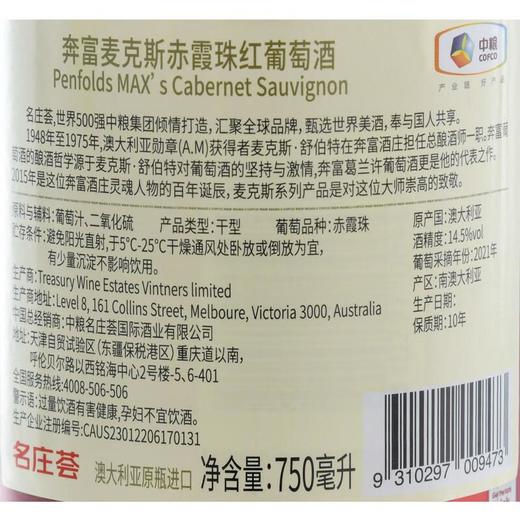 奔富麦克斯赤霞珠红葡萄酒
Penfolds MAX's Cabernet Sauvignon
中粮
COFCO
产业链 好产品
名庄荟,世界500强中粮集团倾情打造,汇聚全球品牌,甄选世界美酒,奉与国人共享。
1948年至1975年,澳大利亚勋章(A.M)获得者麦克斯·舒伯特在奔富酒庄担任总酿酒师一职。奔富
葡萄酒的酿酒哲学源于麦克斯·舒伯特对葡萄酒的坚持与激情,奔富葛兰许葡萄酒更是他的代表之作。
2015年是这位奔富酒庄灵魂人物的百年诞辰,麦克斯系列产品是对这位大师崇高的致敬。
原料与辅料:葡萄汁、二氧化硫 产品类型:干型 葡萄品种:赤霞珠
贮存条件:避免阳光直射,于5°C-25°C干燥通风处卧放或倒放为宜,
有少量沉淀不影响饮用。
生产商:Treasury Wine Estates Vintners limited
生产商地址:Level 8, 161 Collins Street, Melboure, Victoria 3000, Australia
中国总经销商:中粮名庄荟国际酒业有限公司
地址:天津自贸试验区(东疆保税港区)重庆道以南,
呼伦贝尔路以西铭海中心2号楼-5、6-401
全国服务热线:4008-506-506
警示语:过量饮酒有害健康,孕妇不宜饮酒。
生产企业注册编号:CAUS23012206170131
原产国:澳大利亚
酒精度:14.5%vol
葡萄采摘年份:2021年
产区:南澳大利亚
生产日期:
保质期:10年
名庄荟 澳大利亚原瓶进口 净含量:750毫升
9 310297 009473